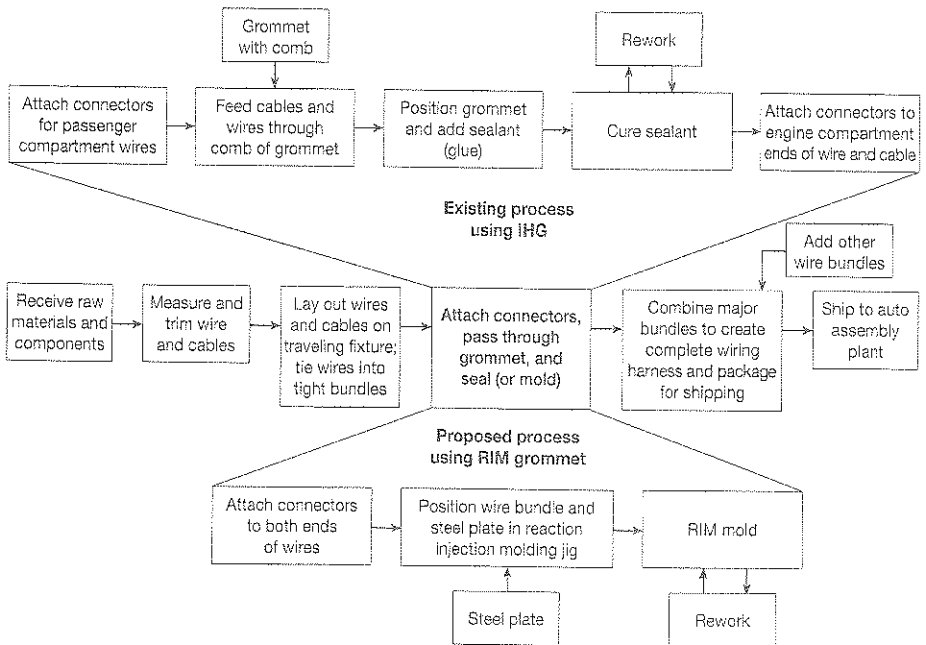 Grommet
with comb
Rework
Attach connectors
for passenger
compartment wires
Feed cables and
wires through
comb of grommet
Position grommet
and add sealant
(glue)
Cure sealant
Attach connectors to
engine compartment
ends of wire and cable
Existing process
using IHG
Add other
wire bundles
Receive raw
materials and
components
Measure and
trim wire
and cables
Lay out wires
and cables on
traveling fixture;
tie wires into
tight bundles
Attach connectors,
pass through
grommet, and
seal (or mold)
Combine major
bundles to create
complete wiring
harness and package
for shipping
Ship to auto
assembly
plant
Proposed process
using RIM grommet
Attach connectors
to both ends
of wires
Position wire bundle and
steel plate in reaction
injection molding jig
RIM mold
Steel plate
Rework